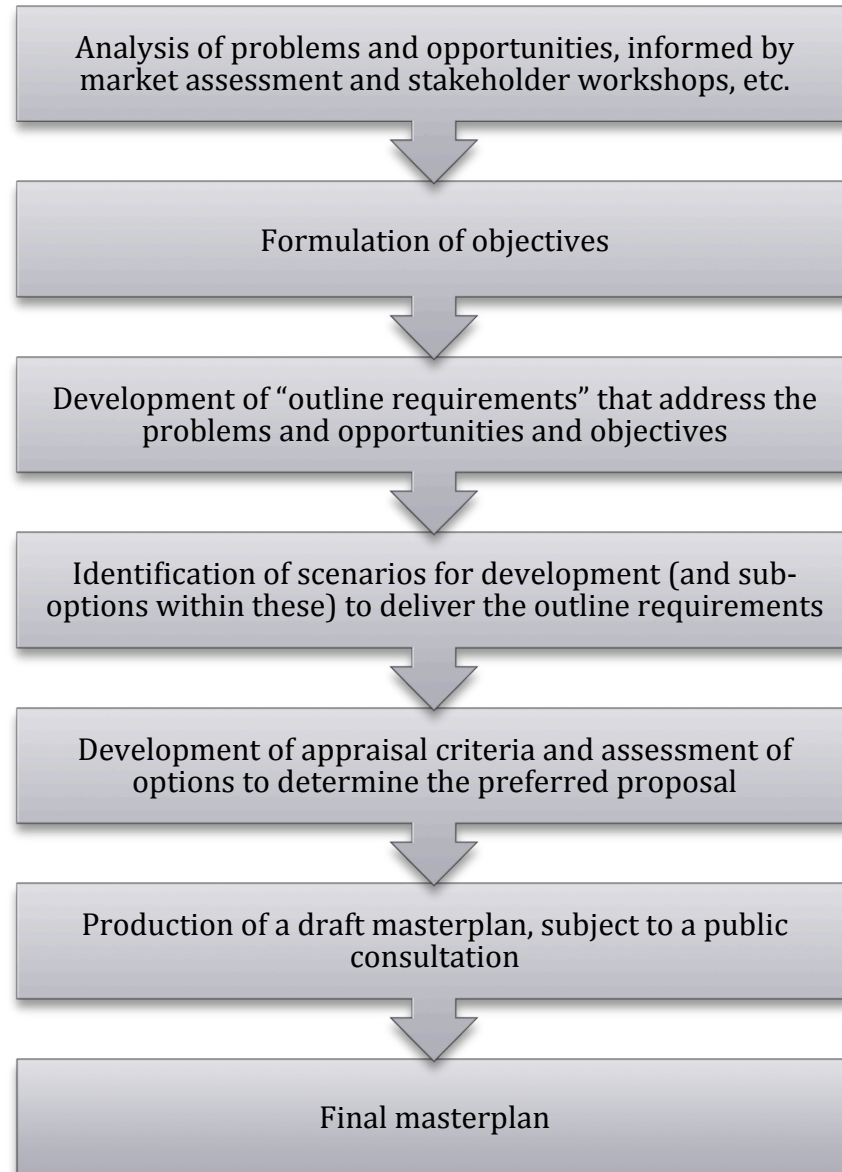 Analysis of problems and opportunities, informed by
market assessment and stakeholder workshops, etc.
Formulation of objectives
Development of “outline requirements” that address the
problems and opportunities and objectives
Identification of scenarios for development (and sub-
options within these) to deliver the outline requirements
Development of appraisal criteria and assessment of
options to determine the preferred proposal
Production of a draft masterplan, subject to a public
consultation
Final masterplan